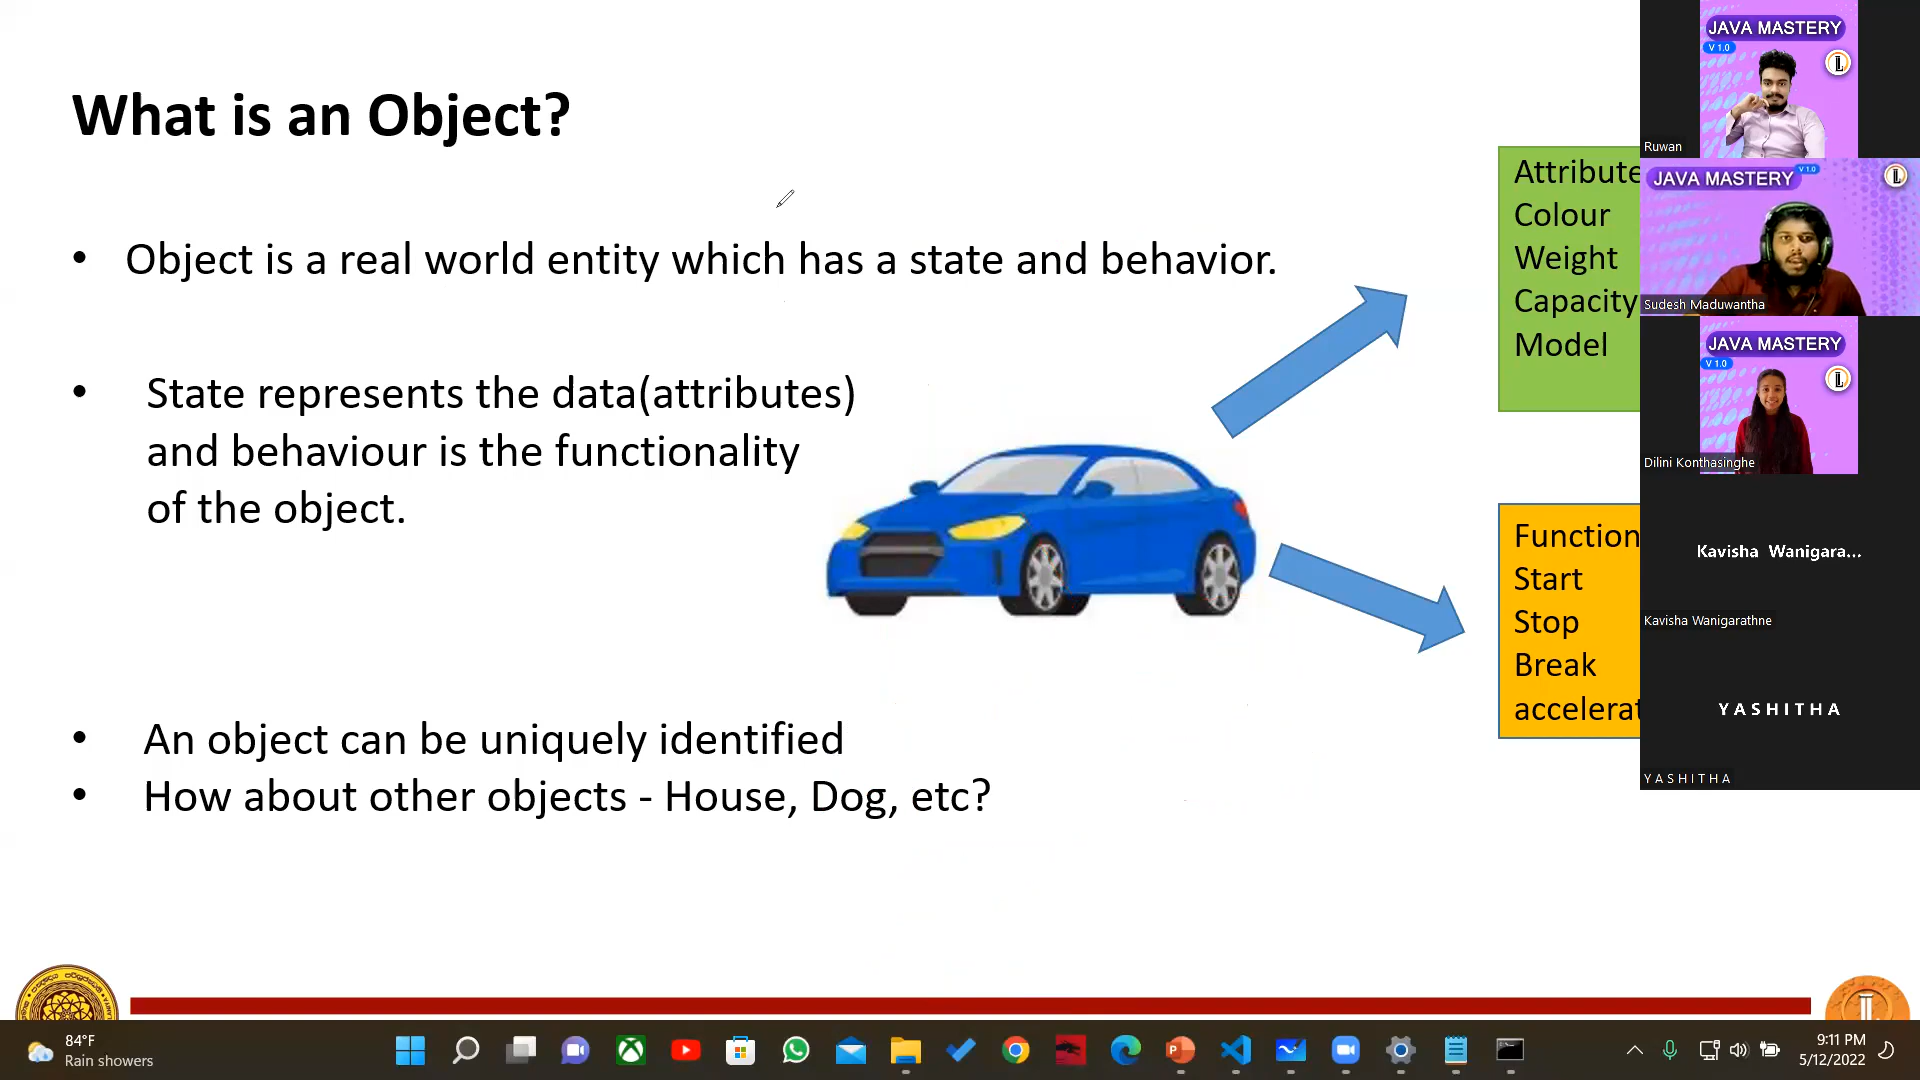 What is an Object?
• Object is a real world entity which has a state and behavior.
• State represents the data(attributes)
and behaviour is the functionality
of the object.
• An object can be uniquely identified
• How about other objects - House, Dog, etc?
Attribute
Colour
Weight
Capacity
Model
Function
Start
Stop
Break
accelerat
JAVA MASTERY
V 1.0
Ruwan
JAVA MASTERY
V 1.0
Sudesh Maduwantha
JAVA MASTERY
V 1.0
Dilini Konthasinghe
Kavisha Wanigara...
Kavisha Wanigarathne
YASHITHA
YASHITHA
84°F
Rain showers
9:11 PM
5/12/2022